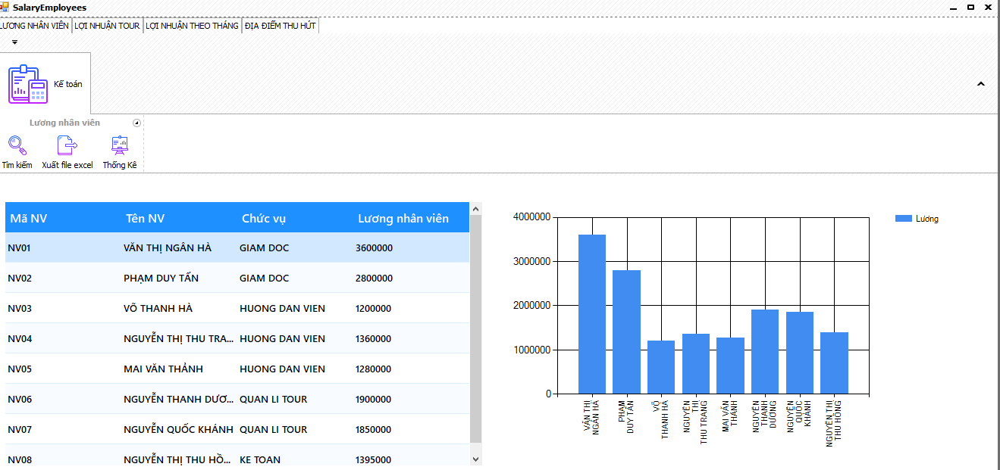 SalaryEmployees
LƯƠNG NHÂN VIÊN LỢI NHUẬN TOUR LỢI NHUẬN THEO THÁNG ĐỊA ĐIỂM THU HÚT
Kế toán
Lương nhân viên
Tìm kiếm Xuất file excel Thống Kê
Mã NV Tên NV Chức vụ Lương nhân viên
NV01 VĂN THỊ NGÂN HÀ GIAM DOC 3600000
NV02 PHẠM DUY TẤN GIAM DOC 2800000
NV03 VÕ THANH HÀ HUONG DAN VIEN 1200000
NV04 NGUYỄN THỊ THU TRA... HUONG DAN VIEN 1360000
NV05 MAI VĂN THẢNH HUONG DAN VIEN 1280000
NV06 NGUYỄN THANH DƯƠ... QUAN LI TOUR 1900000
NV07 NGUYỄN QUỐC KHÁNH QUAN LI TOUR 1850000
NV08 NGUYỄN THỊ THU HỒ... KE TOAN 1395000
4000000
3000000
2000000
1000000
0
VĂN THỊ
NGÂN HÀ
PHẠM
DUY TẤN
VÕ
THANH HÀ
NGUYỄN
THỊ
THU TRANG
MAI VĂN
THẢNH
NGUYỄN
THANH
DƯƠNG
NGUYỄN
QUỐC
KHÁNH
NGUYỄN THỊ
THU HỒNG
Lương